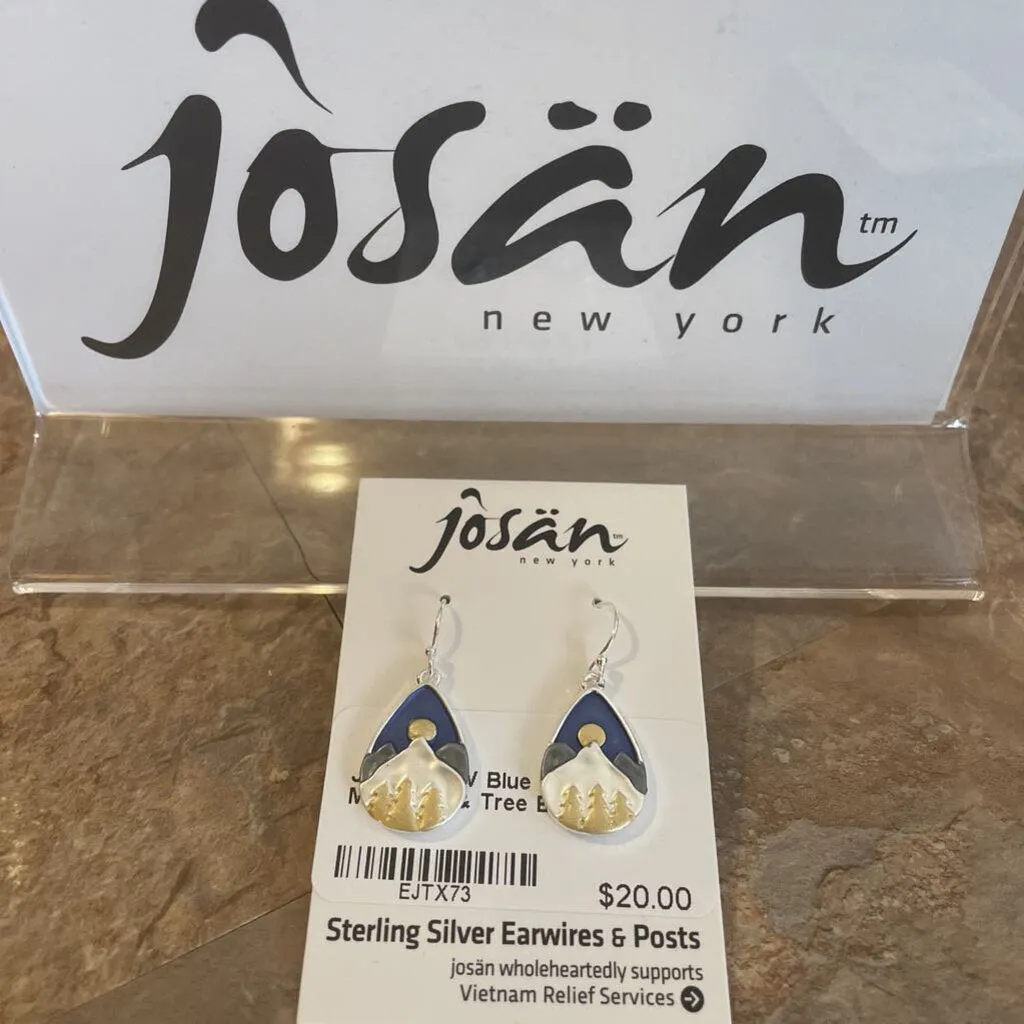 jòsän tm
new york
jòsän tm
new york
Blue
& Tree
EJTX73
$20.00
Sterling Silver Earwires & Posts
josän wholeheartedly supports
Vietnam Relief Services